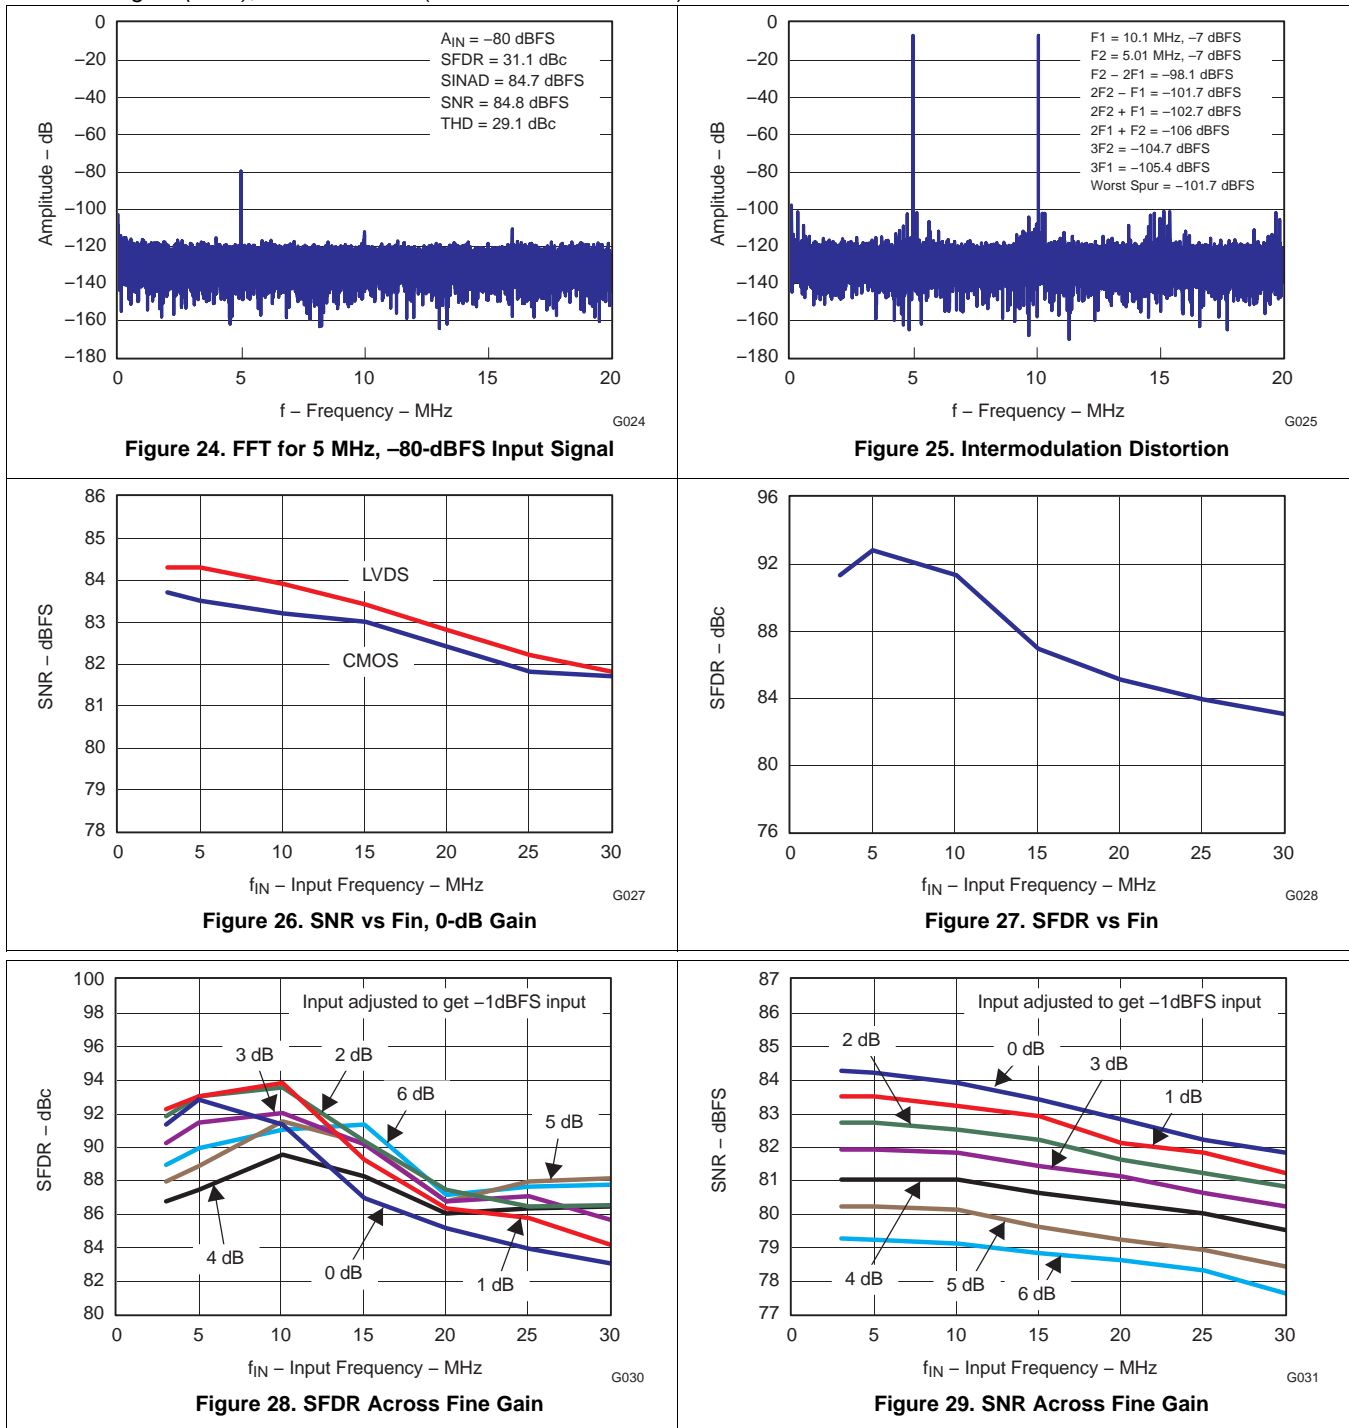 0
–20
–40
–60
–80
–100
–120
–140
–160
–180
Amplitude – dB
A_IN = –80 dBFS
SFDR = 31.1 dBc
SINAD = 84.7 dBFS
SNR = 84.8 dBFS
THD = 29.1 dBc
0 5 10 15 20
f – Frequency – MHz
G024
Figure 24. FFT for 5 MHz, –80-dBFS Input Signal
0
–20
–40
–60
–80
–100
–120
–140
–160
–180
Amplitude – dB
F1 = 10.1 MHz, –7 dBFS
F2 = 5.01 MHz, –7 dBFS
F2 – 2F1 = –98.1 dBFS
2F2 – F1 = –101.7 dBFS
2F2 + F1 = –102.7 dBFS
2F1 + F2 = –106 dBFS
3F2 = –104.7 dBFS
3F1 = –105.4 dBFS
Worst Spur = –101.7 dBFS
0 5 10 15 20
f – Frequency – MHz
G025
Figure 25. Intermodulation Distortion
86
85
84
83
82
81
80
79
78
SNR – dBFS
LVDS
CMOS
0 5 10 15 20 25 30
f_IN – Input Frequency – MHz
G027
Figure 26. SNR vs Fin, 0-dB Gain
96
92
88
84
80
76
SFDR – dBc
0 5 10 15 20 25 30
f_IN – Input Frequency – MHz
G028
Figure 27. SFDR vs Fin
100
98
96
94
92
90
88
86
84
82
80
SFDR – dBc
Input adjusted to get –1dBFS input
3 dB
2 dB
6 dB
5 dB
4 dB
0 dB
1 dB
0 5 10 15 20 25 30
f_IN – Input Frequency – MHz
G030
Figure 28. SFDR Across Fine Gain
87
86
85
84
83
82
81
80
79
78
77
SNR – dBFS
Input adjusted to get –1dBFS input
2 dB
0 dB
3 dB
1 dB
4 dB
5 dB
6 dB
0 5 10 15 20 25 30
f_IN – Input Frequency – MHz
G031
Figure 29. SNR Across Fine Gain